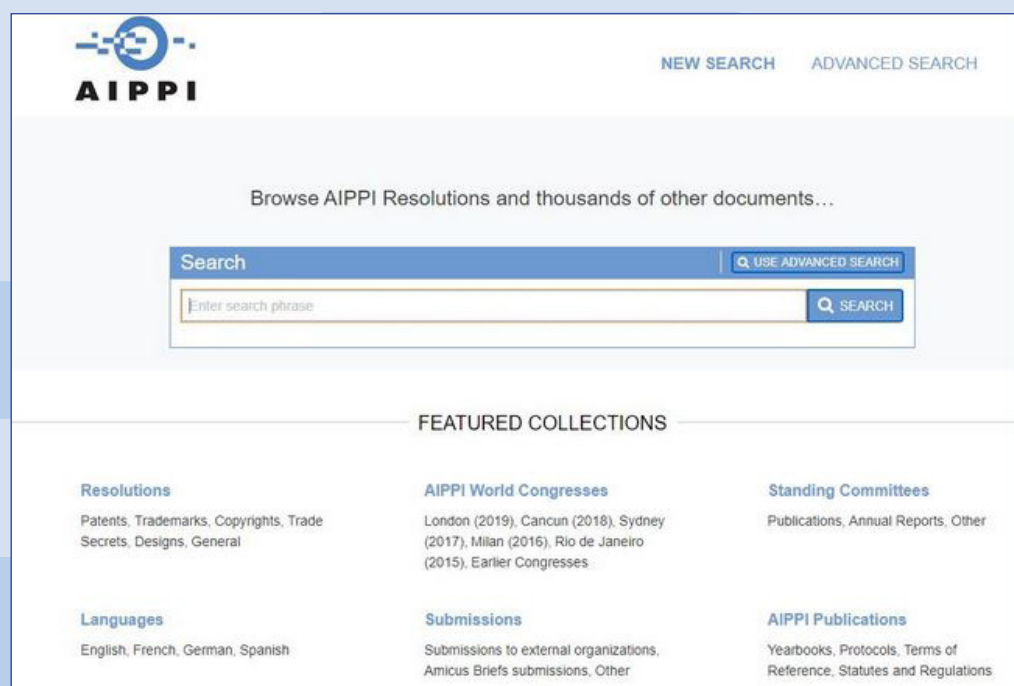 AIPPI
NEW SEARCH
ADVANCED SEARCH
Browse AIPPI Resolutions and thousands of other documents...
Search
USE ADVANCED SEARCH
Enter search phrase
SEARCH
FEATURED COLLECTIONS
Resolutions
Patents, Trademarks, Copyrights, Trade
Secrets, Designs, General
AIPPI World Congresses
London (2019), Cancun (2018), Sydney
(2017), Milan (2016), Rio de Janeiro
(2015), Earlier Congresses
Standing Committees
Publications, Annual Reports, Other
Languages
English, French, German, Spanish
Submissions
Submissions to external organizations,
Amicus Briefs submissions, Other
AIPPI Publications
Yearbooks, Protocols, Terms of
Reference, Statutes and Regulations